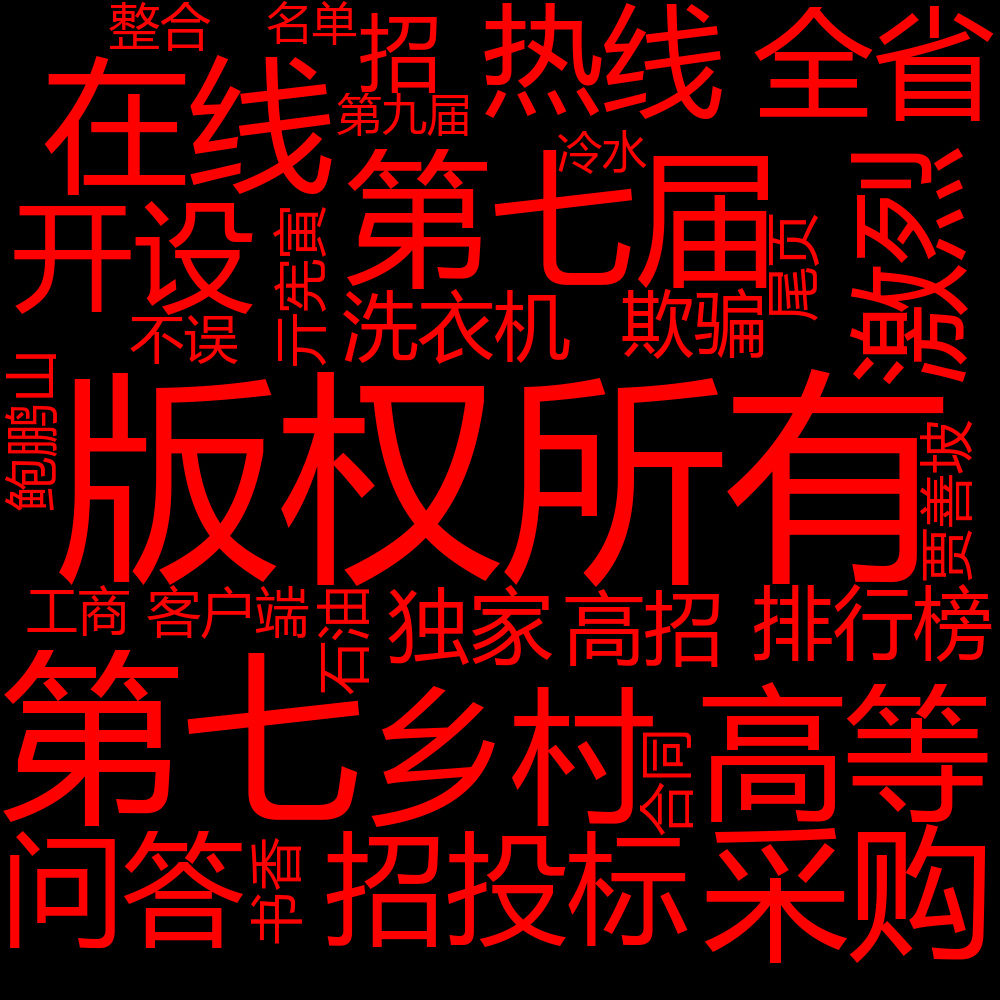 整合
名单
招
热线
全省
在线
第九届
冷水
第七届
激烈
开设
亓宪寅
尾页
不误
洗衣机
欺骗
鲍鹏山
版权所有
贾善坡
工商
客户端
石油
独家
高招
排行榜
第七
乡村
合同
高等
问答
书香
招投标
采购